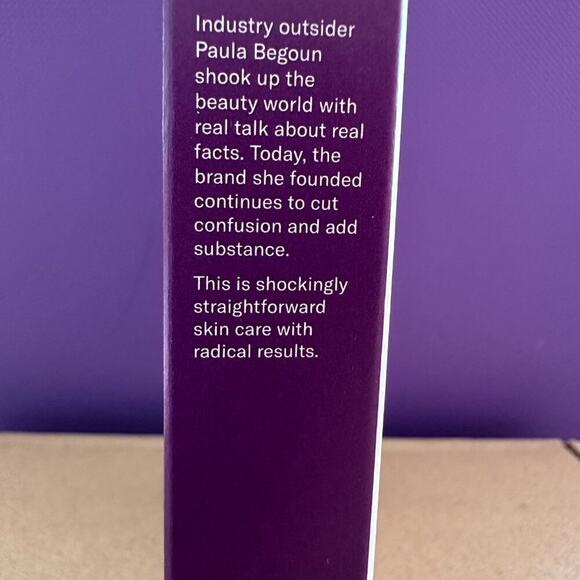 Industry outsider
Paula Begoun
shook up the
beauty world with
real talk about real
facts. Today, the
brand she founded
continues to cut
confusion and add
substance.
This is shockingly
straightforward
skin care with
radical results.